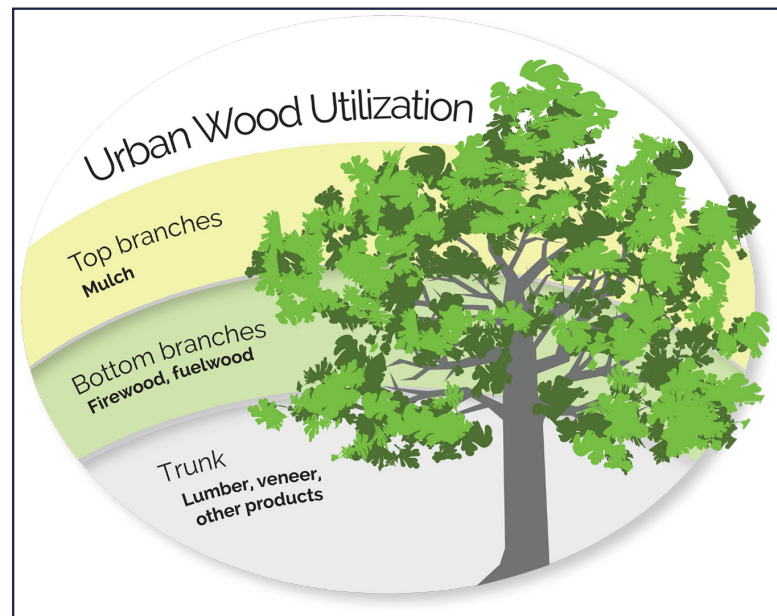 Urban Wood Utilization
Top branches
Mulch
Bottom branches
Firewood, fuelwood
Trunk
Lumber, veneer,
other products